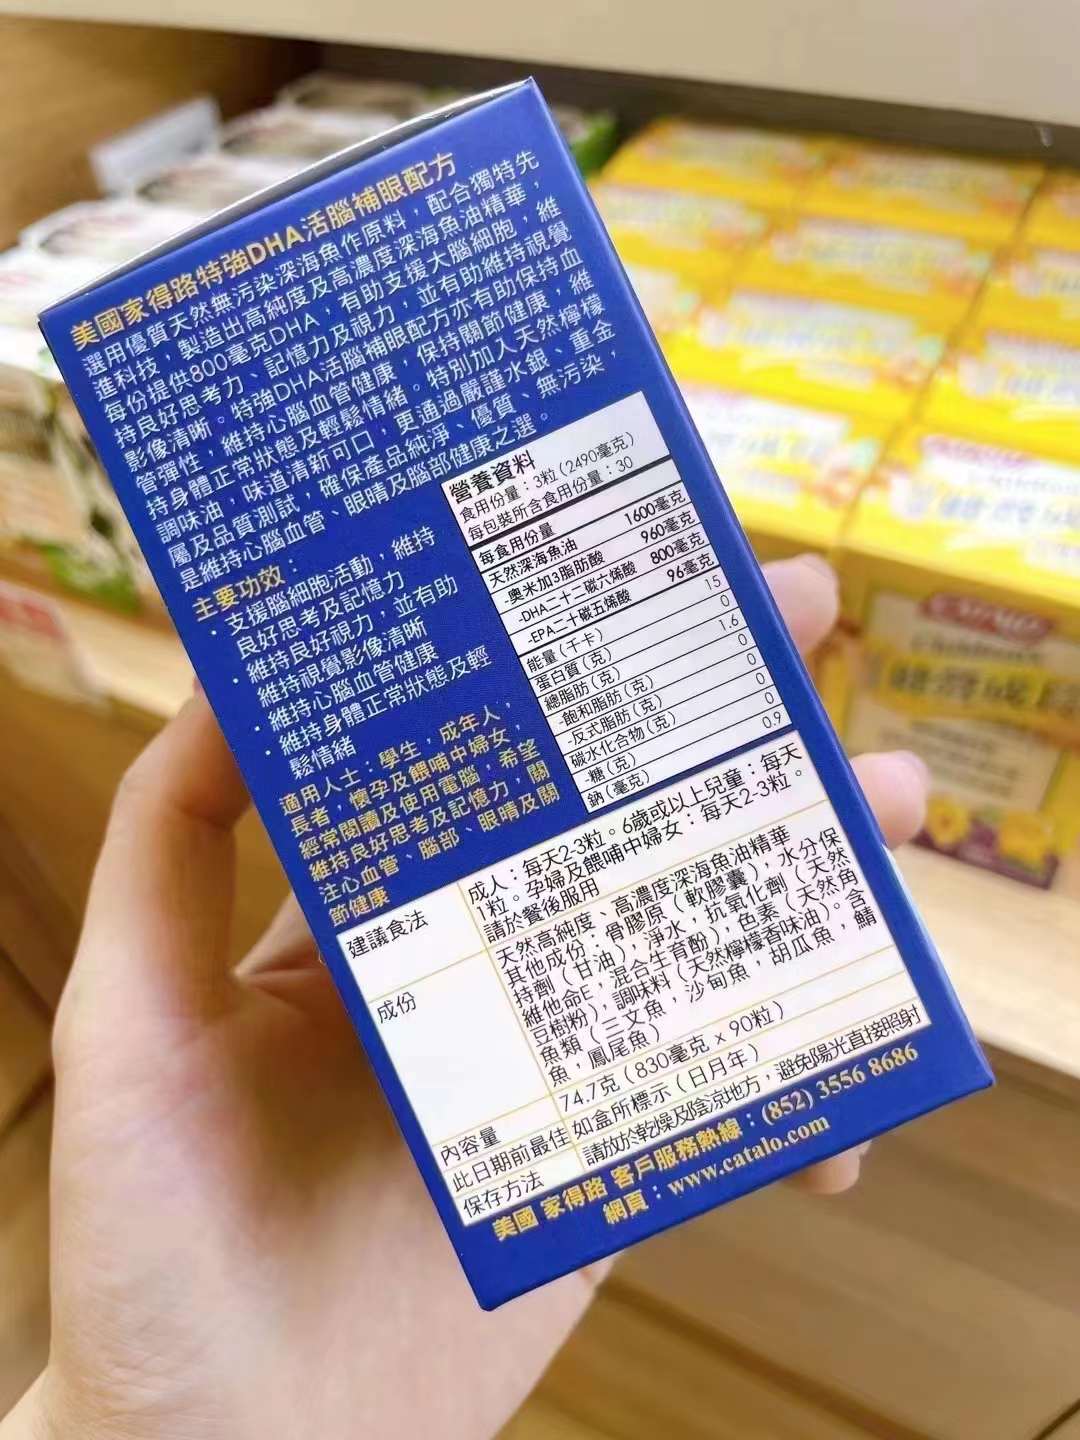 美國家得路特強DHA活腦補眼配方
選用優質天然無污染深海魚作原料，配合獨特先
進科技，製造出高純度及高濃度深海魚油精華，
每份提供800毫克DHA，有助支援大腦細胞，維
持良好思考力、記憶力及視力，並有助維持視覺
影像清晰。特強DHA活腦補眼配方亦有助保持血
管彈性，維持心腦血管健康，保持關節健康，維
持身體正常狀態及輕鬆情緒。特別加入天然檸檬
調味油，味道清新可口，更通過嚴謹水銀、重金
屬及品質測試，確保產品純淨、優質、無污染，
是維持心腦血管、眼睛及腦部健康之選。
主要功效：
・支援腦細胞活動，維持
良好思考及記憶力
・維持良好視力，並有助
維持視覺影像清晰
・維持心腦血管健康
・維持身體正常狀態及輕
鬆情緒
適用人士：學生，成年人，
長者，懷孕及餵哺中婦女，
經常閱讀及使用電腦，希望
維持良好思考及記憶力，關
注心血管、腦部、眼睛及關
節健康
營養資料
食用份量：3粒（2490毫克）
每包裝所含食用份量：30
每食用份量
天然深海魚油 1600毫克
-奧米加3脂肪酸 960毫克
-DHA二十二碳六烯酸 800毫克
-EPA二十碳五烯酸 96毫克
能量（千卡） 15
蛋白質（克） 0
總脂肪（克） 1.6
-飽和脂肪（克） 0
-反式脂肪（克） 0
碳水化合物（克） 0
-糖（克） 0
鈉（毫克） 0.9
建議食法 成人：每天2-3粒。6歲或以上兒童：每天
1粒。孕婦及餵哺中婦女：每天2-3粒。
請於餐後服用
成份 天然高純度、高濃度深海魚油精華
其他成份：骨膠原（軟膠囊），水分保
持劑（甘油），淨水，抗氧化劑（天然
維他命E，混合生育酚），色素（天然角
豆樹粉），調味料（天然檸檬香味油）。含
魚類（三文魚，沙甸魚，胡瓜魚，鯖
魚，鳳尾魚）
內容量 74.7克（830毫克 x 90粒）
此日期前最佳 如盒所標示（日月年）
保存方法 請放於乾燥及陰涼地方，避免陽光直接照射
美國 家得路 客戶服務熱線：(852) 3556 8686
網頁：www.catalo.com